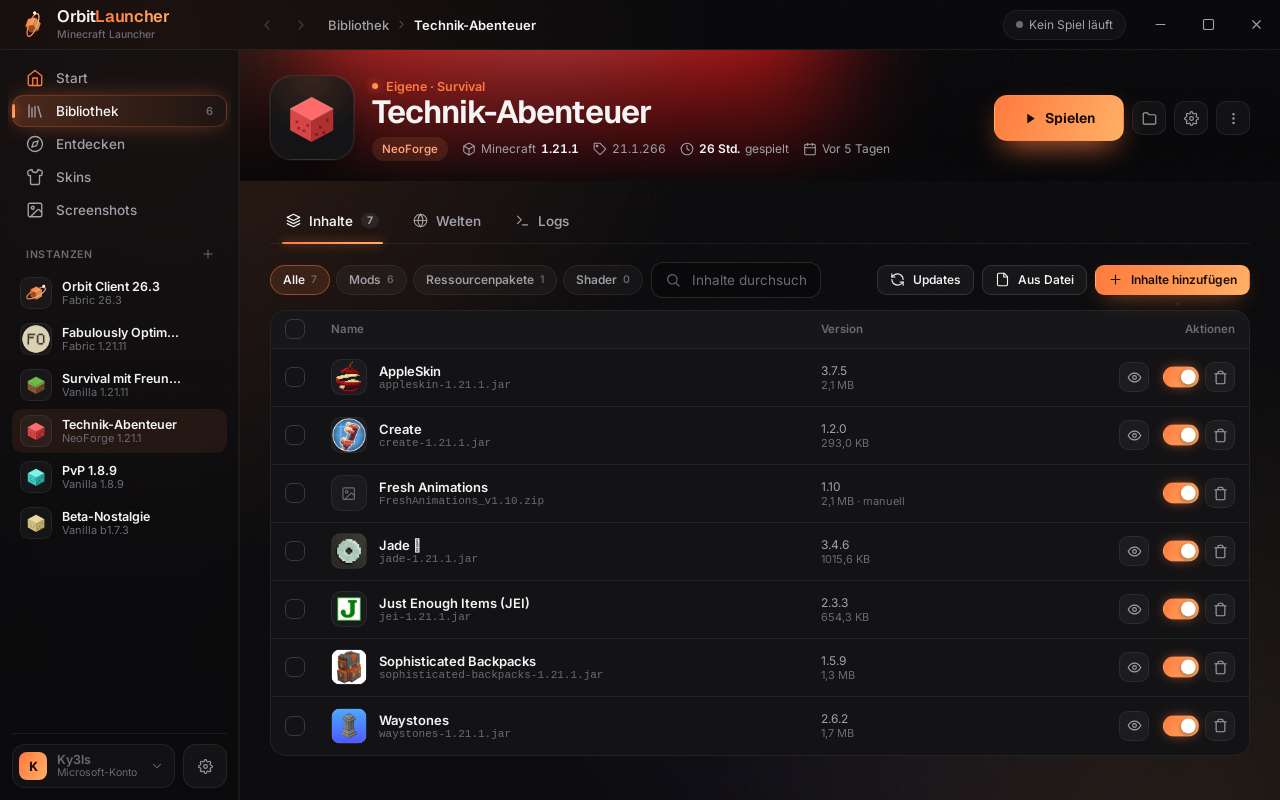 OrbitLauncher
Minecraft Launcher
Bibliothek
Technik-Abenteuer
Kein Spiel läuft
Start
Bibliothek 6
Entdecken
Skins
Screenshots
INSTANZEN
Orbit Client 26.3
Fabric 26.3
FO
Fabulously Optim...
Fabric 1.21.11
Survival mit Freun...
Vanilla 1.21.11
Technik-Abenteuer
NeoForge 1.21.1
PvP 1.8.9
Vanilla 1.8.9
Beta-Nostalgie
Vanilla b1.7.3
K
Ky3ls
Microsoft-Konto
Eigene · Survival
Technik-Abenteuer
NeoForge Minecraft 1.21.1 21.1.266 26 Std. gespielt Vor 5 Tagen
Spielen
Inhalte 7 Welten Logs
Alle 7 Mods 6 Ressourcenpakete 1 Shader 0 Inhalte durchsuch Updates Aus Datei Inhalte hinzufügen
Name Version Aktionen
AppleSkin 3.7.5
appleskin-1.21.1.jar 2,1 MB
Create 1.2.0
create-1.21.1.jar 293,0 KB
Fresh Animations 1.10
FreshAnimations_v1.10.zip 2,1 MB · manuell
Jade 3.4.6
jade-1.21.1.jar 1015,6 KB
J
Just Enough Items (JEI) 2.3.3
jei-1.21.1.jar 654,3 KB
Sophisticated Backpacks 1.5.9
sophisticated-backpacks-1.21.1.jar 1,3 MB
Waystones 2.6.2
waystones-1.21.1.jar 1,7 MB